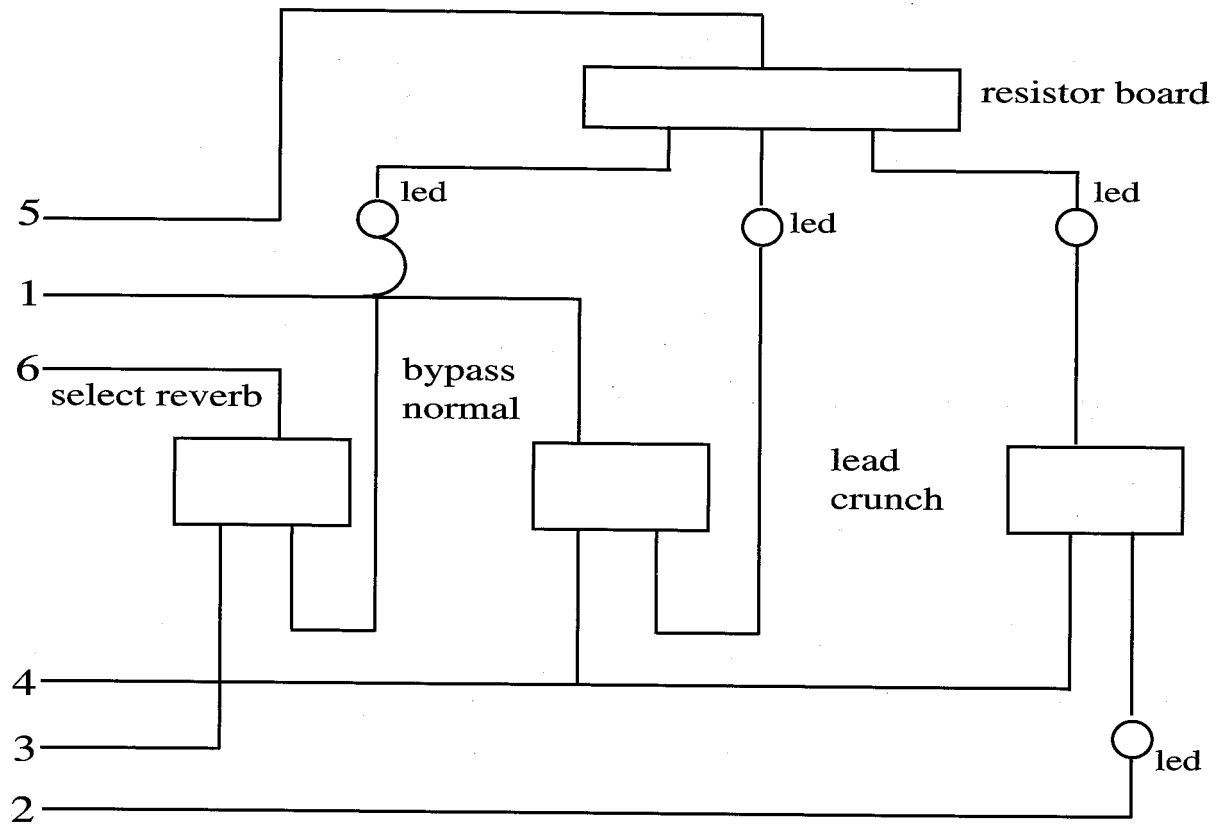 resistor board
led
led
led
5
1
6
select reverb
bypass
normal
lead
crunch
4
3
led
2